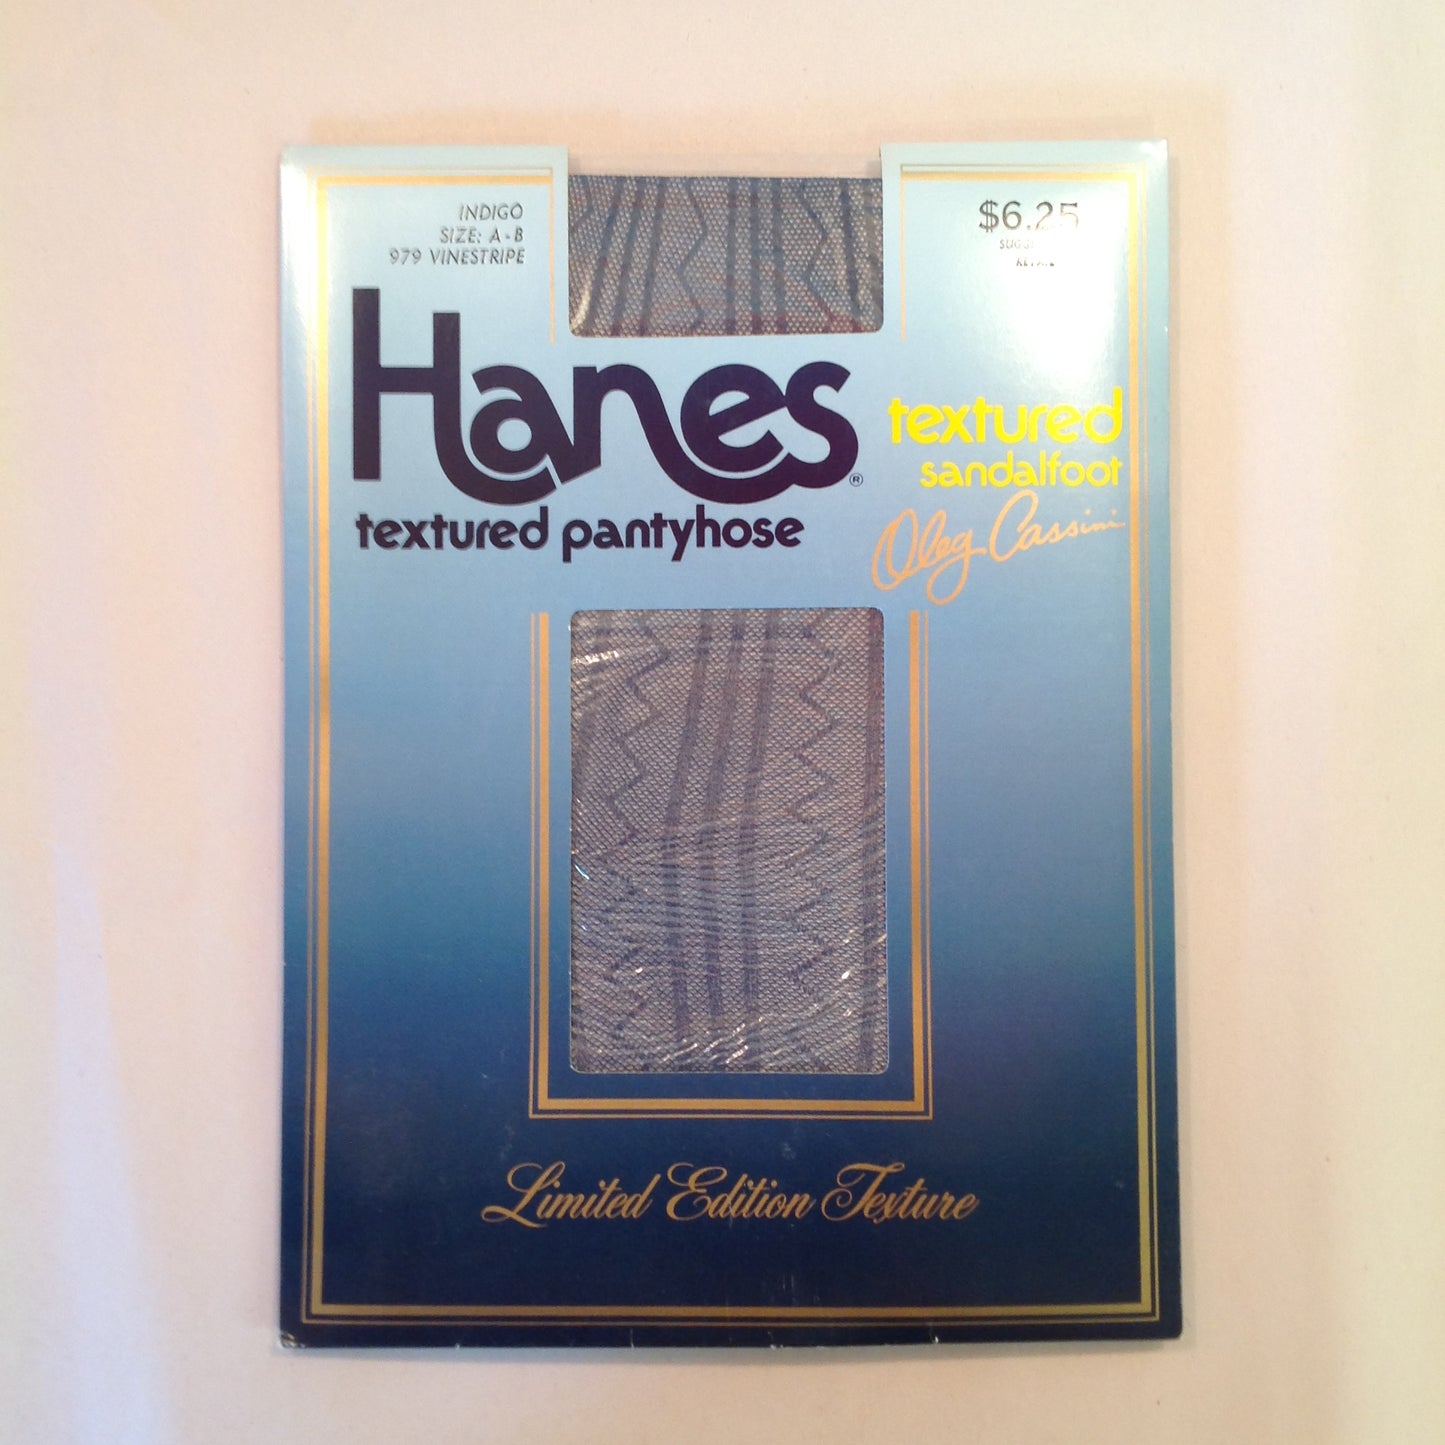 INDIGO
SIZE: A-B
979 VINESTRIPE
$6.25
Hanes®
textured pantyhose
textured
sandalfoot
Oleg Cassini
Limited Edition Texture